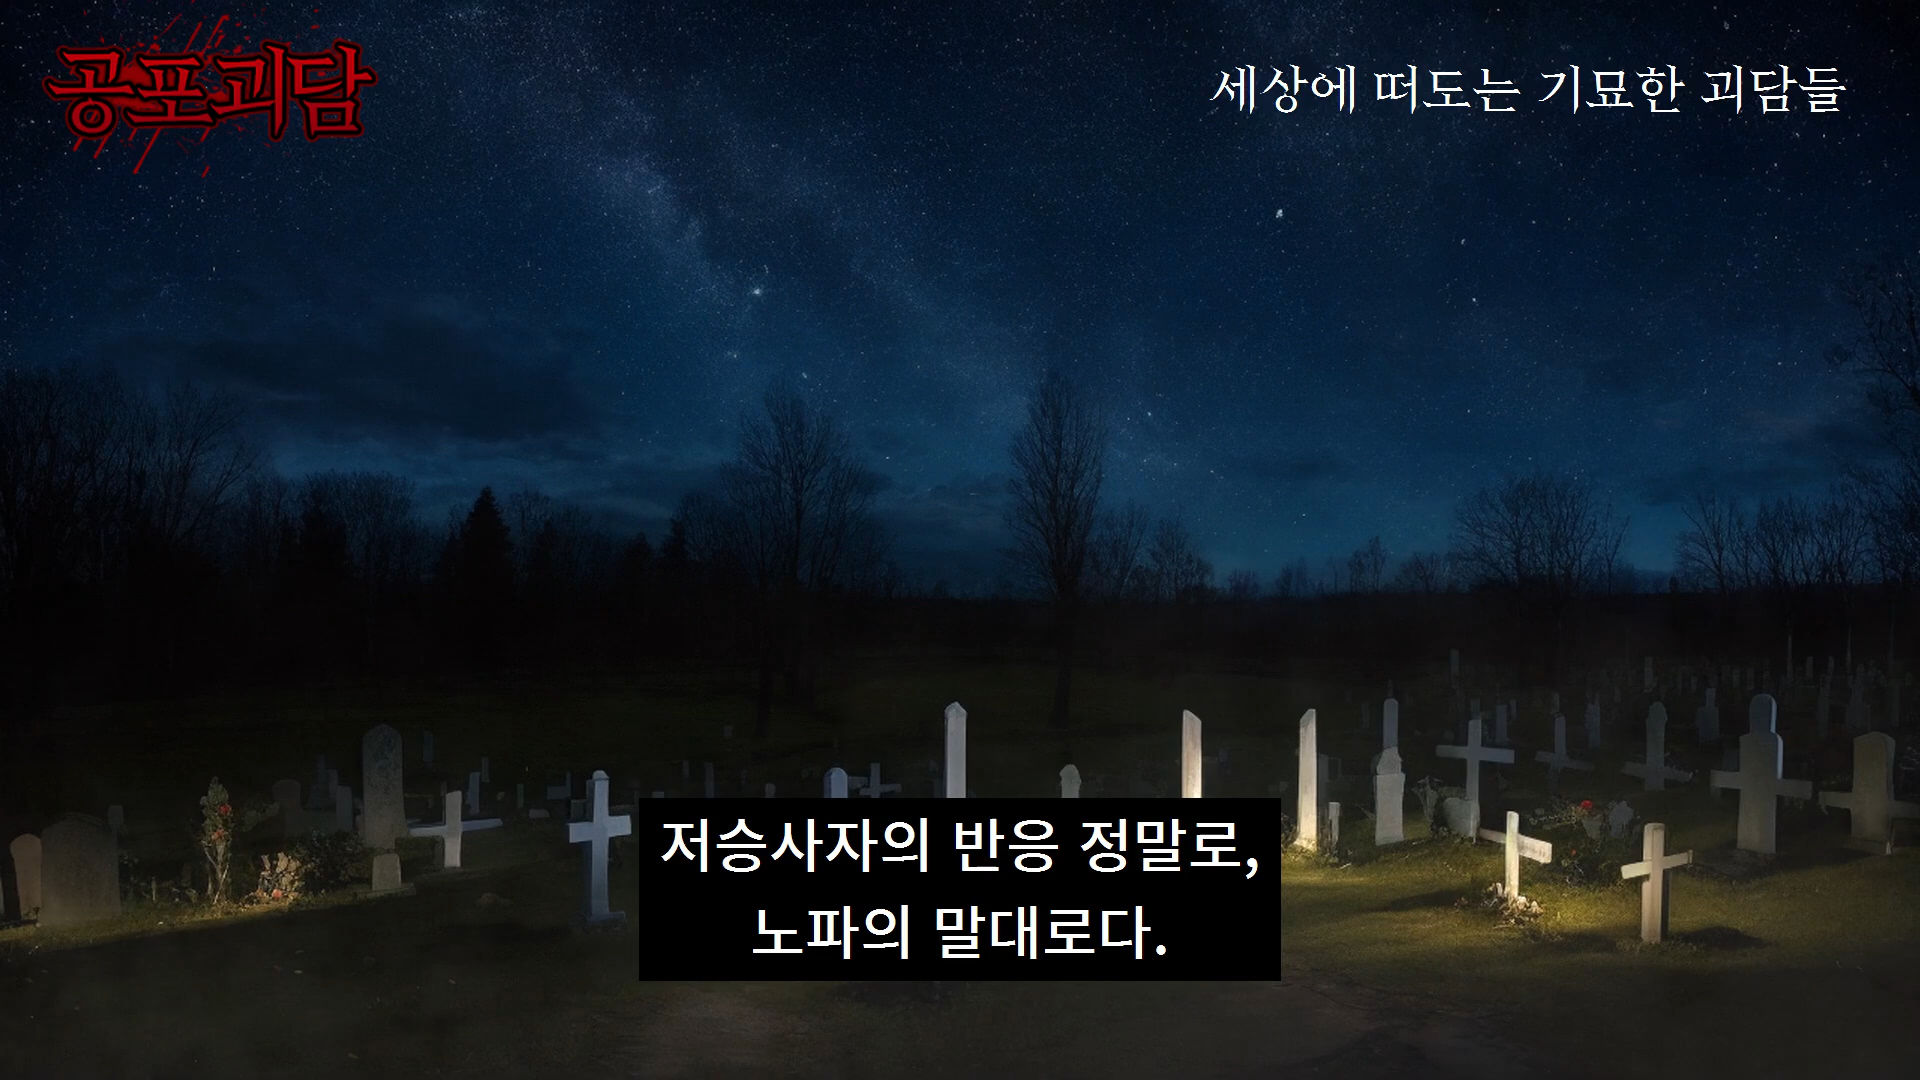 공포괴담
세상에 떠도는 기묘한 괴담들
저승사자의 반응 정말로,
노파의 말대로다.